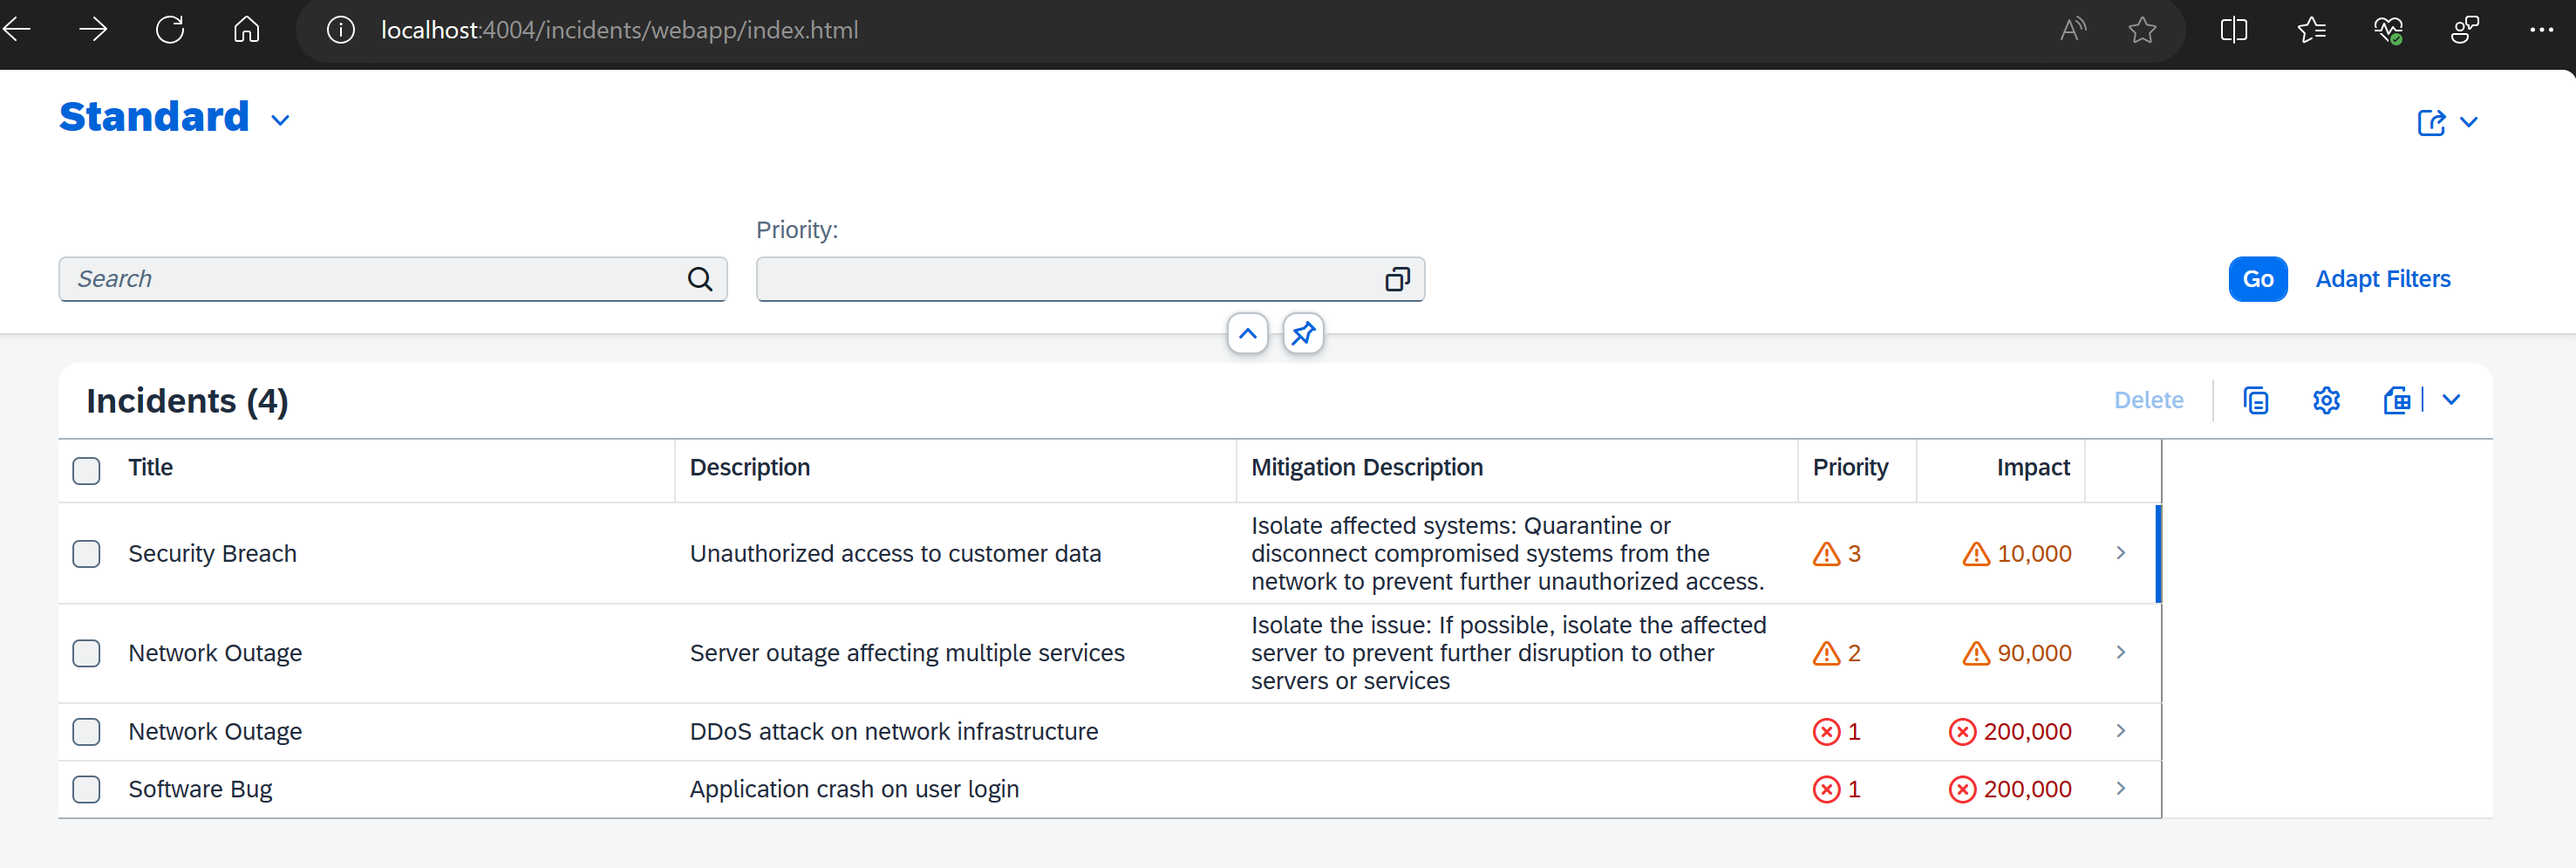 localhost:4004/incidents/webapp/index.html
Standard
Priority:
Search
Go
Adapt Filters
Incidents (4)
Delete
Title
Description
Mitigation Description
Priority
Impact
Security Breach
Unauthorized access to customer data
Isolate affected systems: Quarantine or
disconnect compromised systems from the
network to prevent further unauthorized access.
3
10,000
Network Outage
Server outage affecting multiple services
Isolate the issue: If possible, isolate the affected
server to prevent further disruption to other
servers or services
2
90,000
Network Outage
DDoS attack on network infrastructure
1
200,000
Software Bug
Application crash on user login
1
200,000